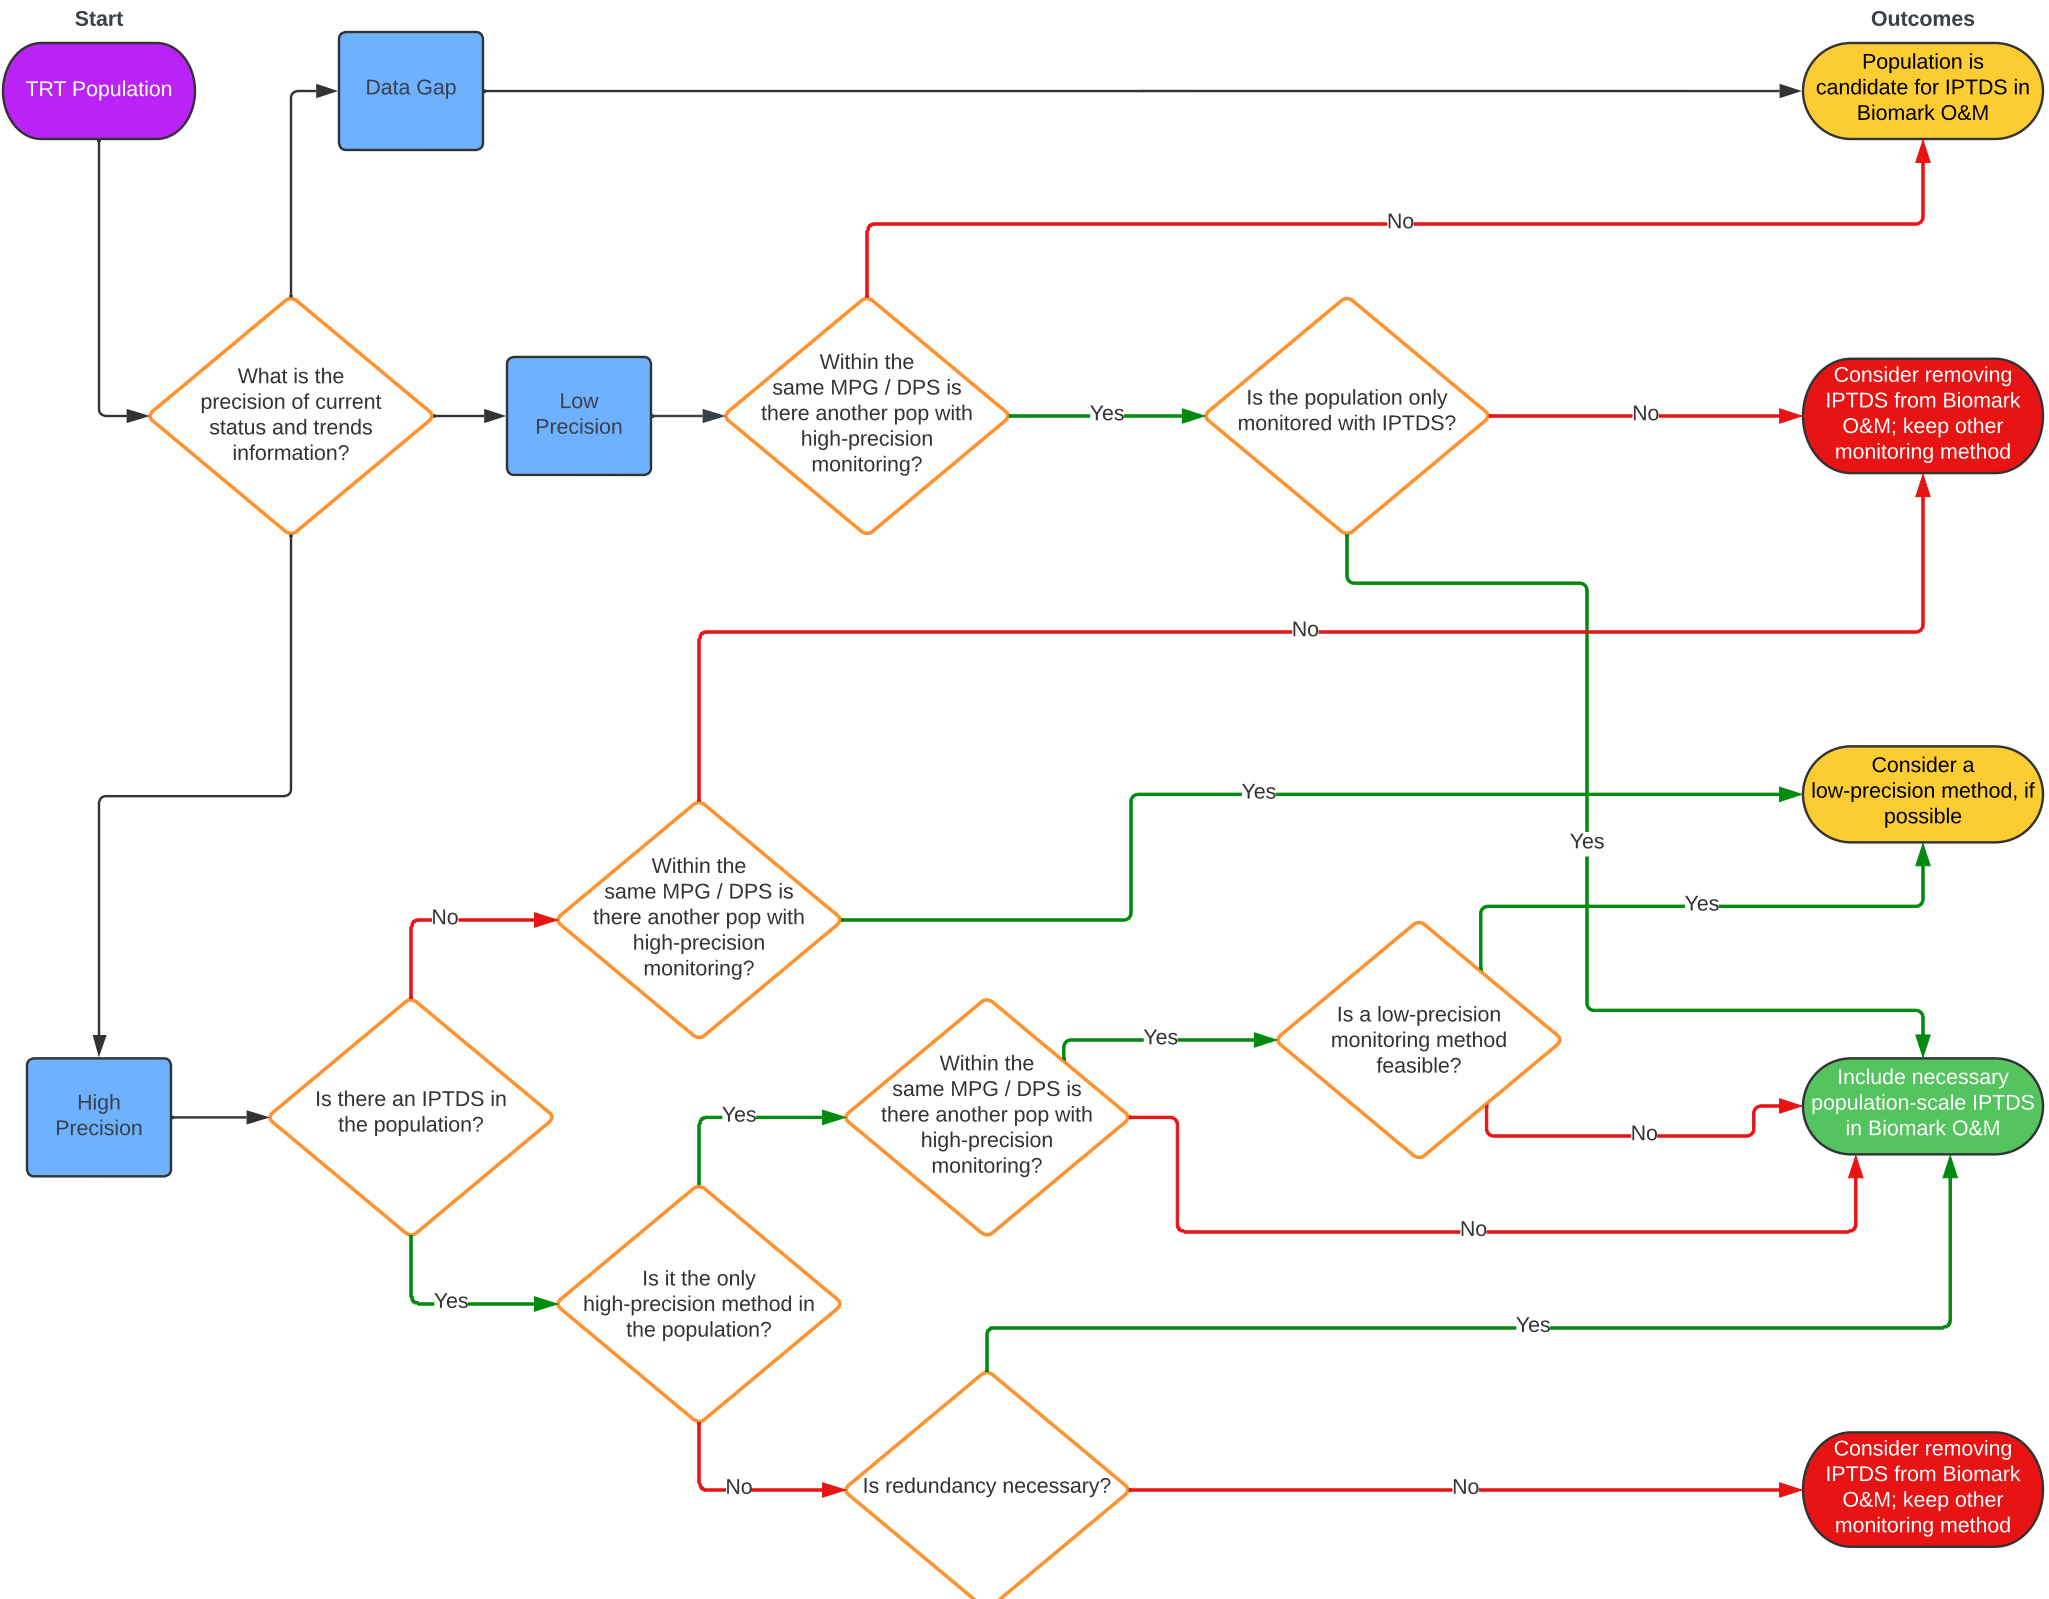 Start
Outcomes
TRT Population
Data Gap
Population is
candidate for IPTDS in
Biomark O&M
No
What is the
precision of current
status and trends
information?
Low
Precision
Within the
same MPG / DPS is
there another pop with
high-precision
monitoring?
Yes
Is the population only
monitored with IPTDS?
No
Consider removing
IPTDS from Biomark
O&M; keep other
monitoring method
No
Yes
Consider a
low-precision method, if
possible
Yes
Within the
same MPG / DPS is
there another pop with
high-precision
monitoring?
No
Yes
Is a low-precision
monitoring method
feasible?
Yes
Within the
same MPG / DPS is
there another pop with
high-precision
monitoring?
High
Precision
Is there an IPTDS in
the population?
Yes
No
Include necessary
population-scale IPTDS
in Biomark O&M
No
Yes
Is it the only
high-precision method in
the population?
Yes
No
Is redundancy necessary?
No
Consider removing
IPTDS from Biomark
O&M; keep other
monitoring method